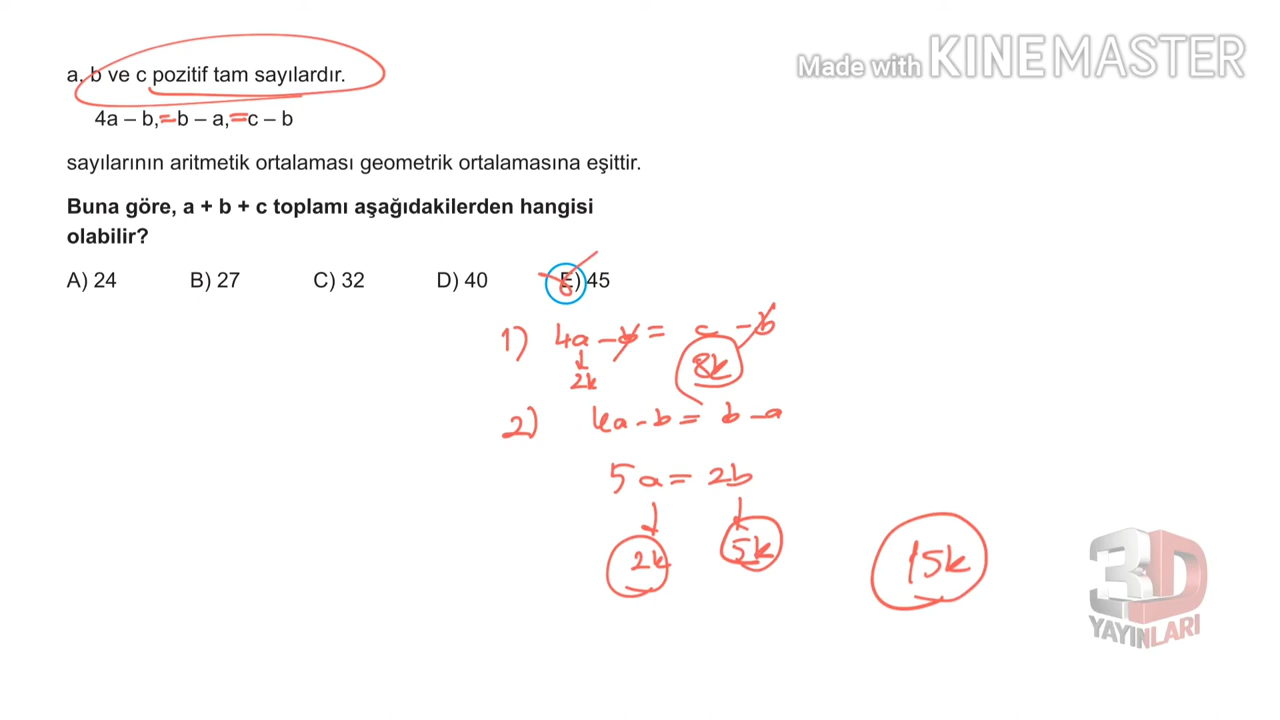 a, b ve c pozitif tam sayılardır.
Made with KINEMASTER
4a – b, = b – a, = c – b
sayılarının aritmetik ortalaması geometrik ortalamasına eşittir.
Buna göre, a + b + c toplamı aşağıdakilerden hangisi
olabilir?
A) 24 B) 27 C) 32 D) 40 E) 45
1) 4a – b = c – b
2k 8k
2) 4a – b = b – a
5a = 2b
2k 5k 15k
3D
YAYINLARI